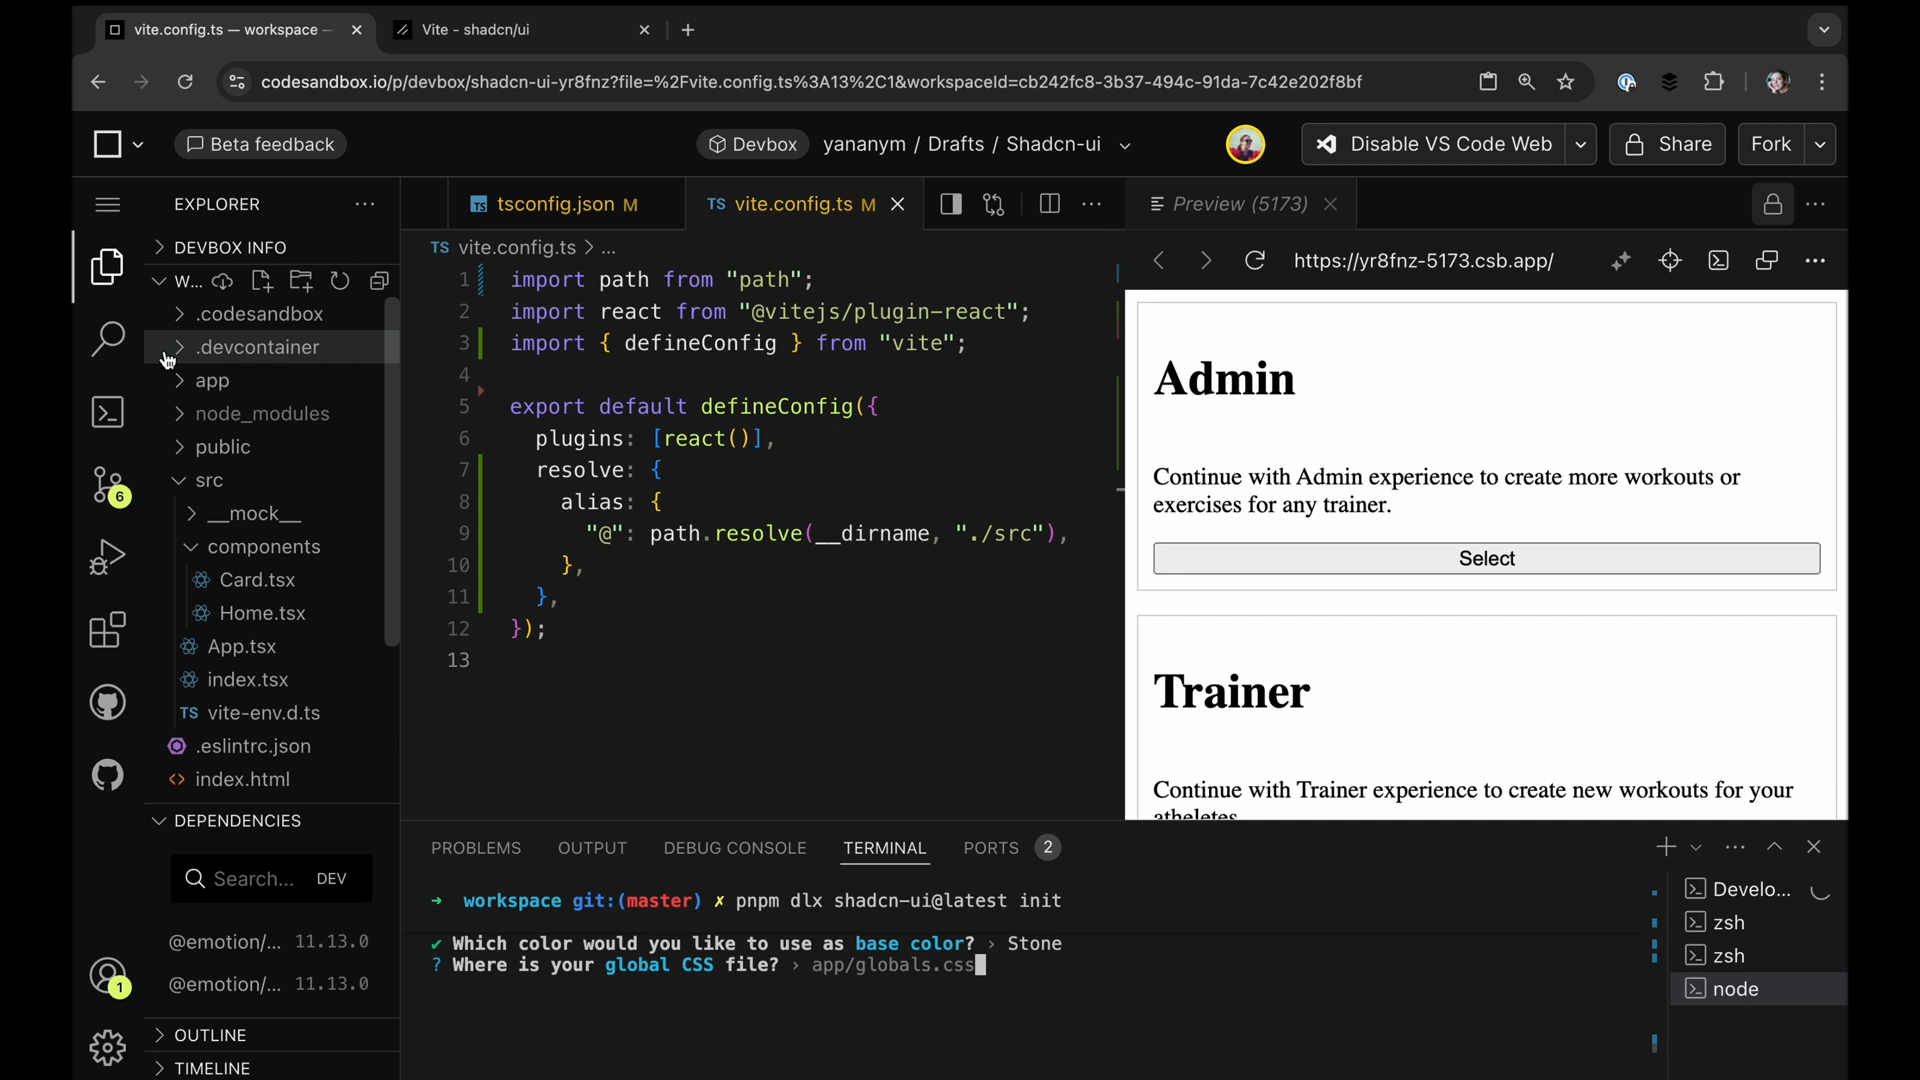 vite.config.ts — workspace –
Vite - shadcn/ui
codesandbox.io/p/devbox/shadcn-ui-yr8fnz?file=%2Fvite.config.ts%3A13%2C1&workspaceId=cb242fc8-3b37-494c-91da-7c42e202f8bf
Beta feedback
Devbox
yananym / Drafts / Shadcn-ui
Disable VS Code Web
Share
Fork
EXPLORER
DEVBOX INFO
W...
.codesandbox
.devcontainer
app
node_modules
public
src
__mock__
components
Card.tsx
Home.tsx
App.tsx
index.tsx
TS vite-env.d.ts
.eslintrc.json
<> index.html
DEPENDENCIES
Search... DEV
@emotion/... 11.13.0
@emotion/... 11.13.0
OUTLINE
TIMELINE
6
1
TS tsconfig.json M
TS vite.config.ts M
TS vite.config.ts > ...
1 import path from "path";
2 import react from "@vitejs/plugin-react";
3 import { defineConfig } from "vite";
4
5 export default defineConfig({
6 plugins: [react()],
7 resolve: {
8 alias: {
9 "@": path.resolve(__dirname, "./src"),
10 },
11 },
12 });
13
Preview (5173)
https://yr8fnz-5173.csb.app/
Admin
Continue with Admin experience to create more workouts or
exercises for any trainer.
Select
Trainer
Continue with Trainer experience to create new workouts for your
atheletes
PROBLEMS
OUTPUT
DEBUG CONSOLE
TERMINAL
PORTS 2
➜ workspace git:(master) ✗ pnpm dlx shadcn-ui@latest init
✔ Which color would you like to use as base color? › Stone
? Where is your global CSS file? › app/globals.css
Develo...
zsh
zsh
node